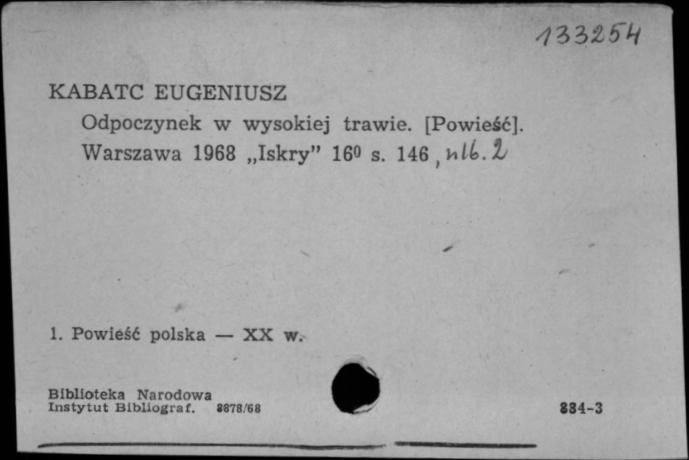 133254
KABATC EUGENIUSZ
Odpoczynek w wysokiej trawie. [Powieść].
Warszawa 1968 „Iskry” 16⁰ s. 146, nlb. 2
1. Powieść polska — XX w.
Biblioteka Narodowa
Instytut Bibliograf. 8878/68
884-3